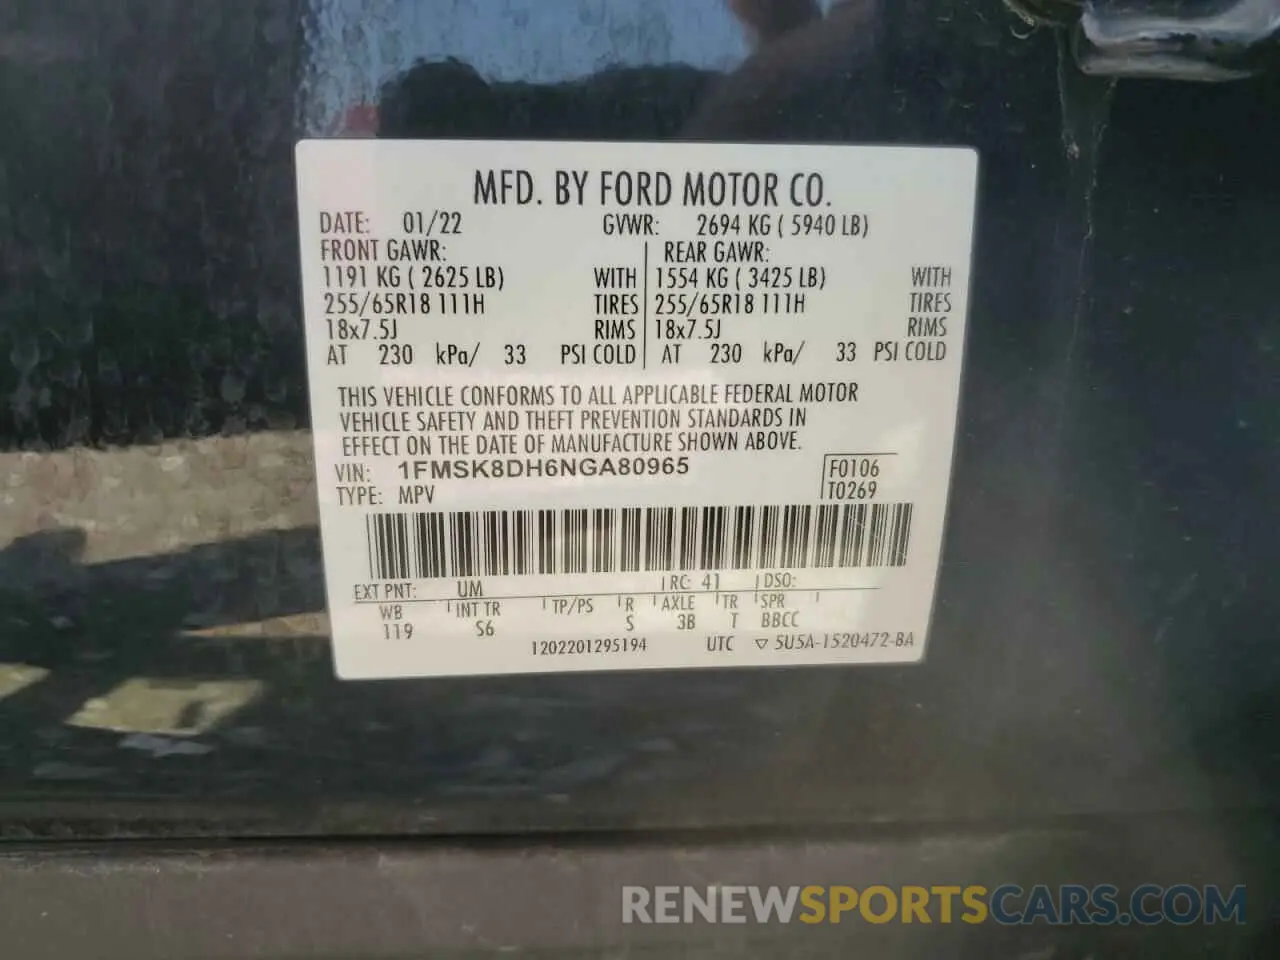 MFD. BY FORD MOTOR CO.
DATE: 01/22 GVWR: 2694 KG ( 5940 LB)
FRONT GAWR: REAR GAWR:
1191 KG ( 2625 LB) WITH 1554 KG ( 3425 LB) WITH
255/65R18 111H TIRES 255/65R18 111H TIRES
18x7.5J RIMS 18x7.5J RIMS
AT 230 kPa/ 33 PSI COLD AT 230 kPa/ 33 PSI COLD
THIS VEHICLE CONFORMS TO ALL APPLICABLE FEDERAL MOTOR
VEHICLE SAFETY AND THEFT PREVENTION STANDARDS IN
EFFECT ON THE DATE OF MANUFACTURE SHOWN ABOVE.
VIN: 1FMSK8DH6NGA80965 F0106
TYPE: MPV T0269
EXT PNT: UM RC: 41 DSO:
WB INT TR TP/PS R AXLE TR SPR
119 S6 S 3B T BBCC
1202201295194 UTC ▽ 5U5A-1520472-BA
RENEWSPORTSCARS.COM